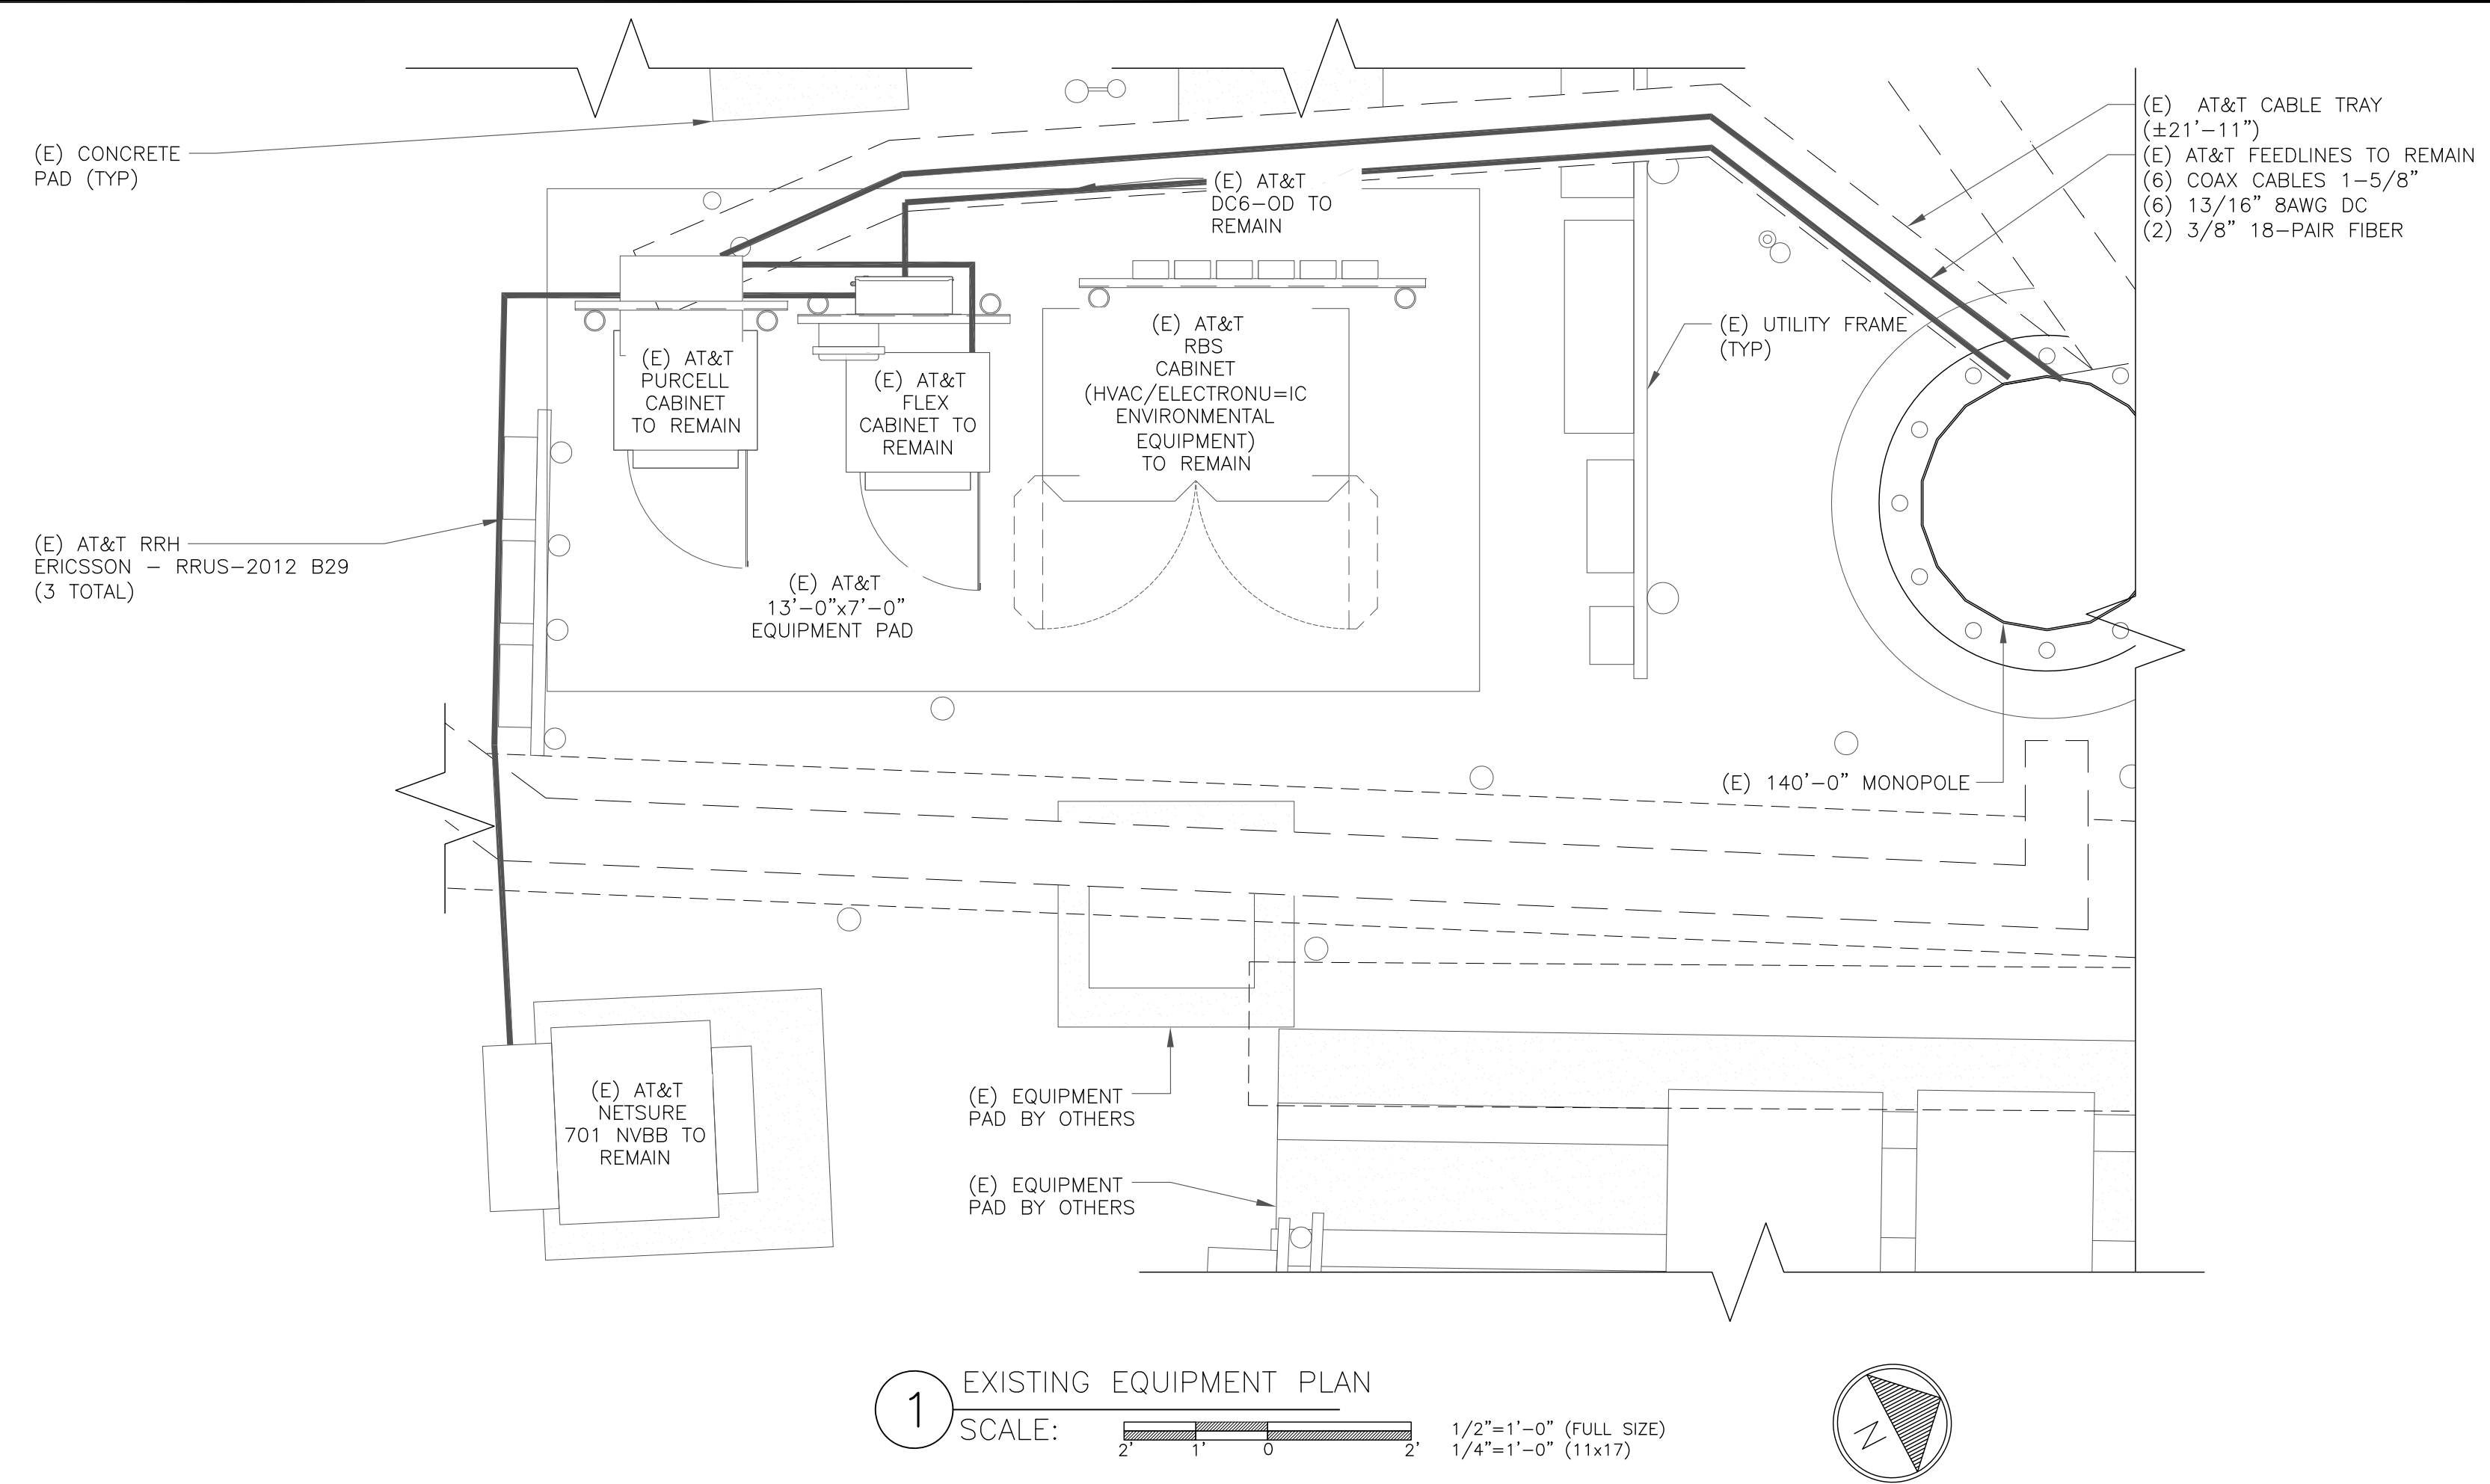 (E) CONCRETE
PAD (TYP)
(E) AT&T
DC6-OD TO
REMAIN
(E) AT&T CABLE TRAY
(±21'-11")
(E) AT&T FEEDLINES TO REMAIN
(6) COAX CABLES 1-5/8"
(6) 13/16" 8AWG DC
(2) 3/8" 18-PAIR FIBER
(E) AT&T
PURCELL
CABINET
TO REMAIN
(E) AT&T
FLEX
CABINET TO
REMAIN
(E) AT&T
RBS
CABINET
(HVAC/ELECTRONU=IC
ENVIRONMENTAL
EQUIPMENT)
TO REMAIN
(E) UTILITY FRAME
(TYP)
(E) AT&T RRH
ERICSSON - RRUS-2012 B29
(3 TOTAL)
(E) AT&T
13'-0"x7'-0"
EQUIPMENT PAD
(E) 140'-0" MONOPOLE
(E) AT&T
NETSURE
701 NVBB TO
REMAIN
(E) EQUIPMENT
PAD BY OTHERS
(E) EQUIPMENT
PAD BY OTHERS
1
EXISTING EQUIPMENT PLAN
SCALE:
2' 1' 0 2'
1/2"=1'-0" (FULL SIZE)
1/4"=1'-0" (11x17)
N